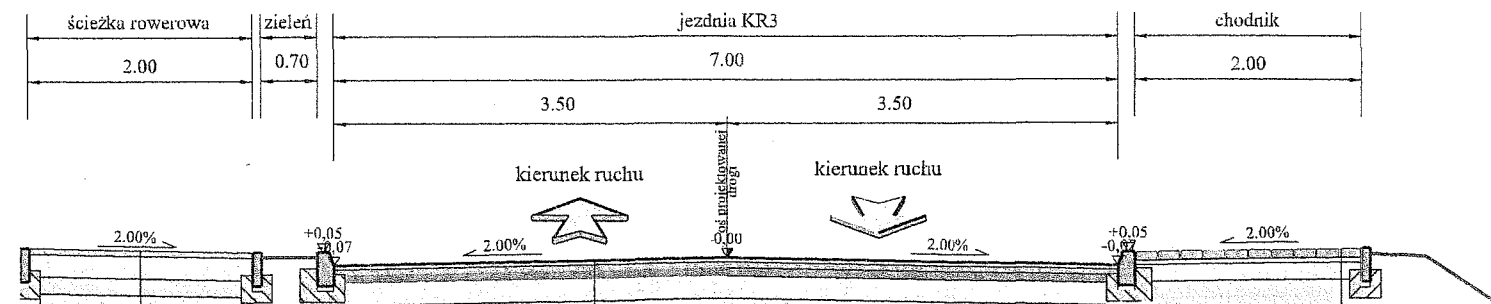 ścieżka rowerowa zieleń jezdnia KR3 chodnik
2.00 0.70 7.00 2.00
3.50 3.50
oś projektowanej
drogi
kierunek ruchu kierunek ruchu
2.00% +0,05 2.00% -0.00 2.00% +0.05 2.00%